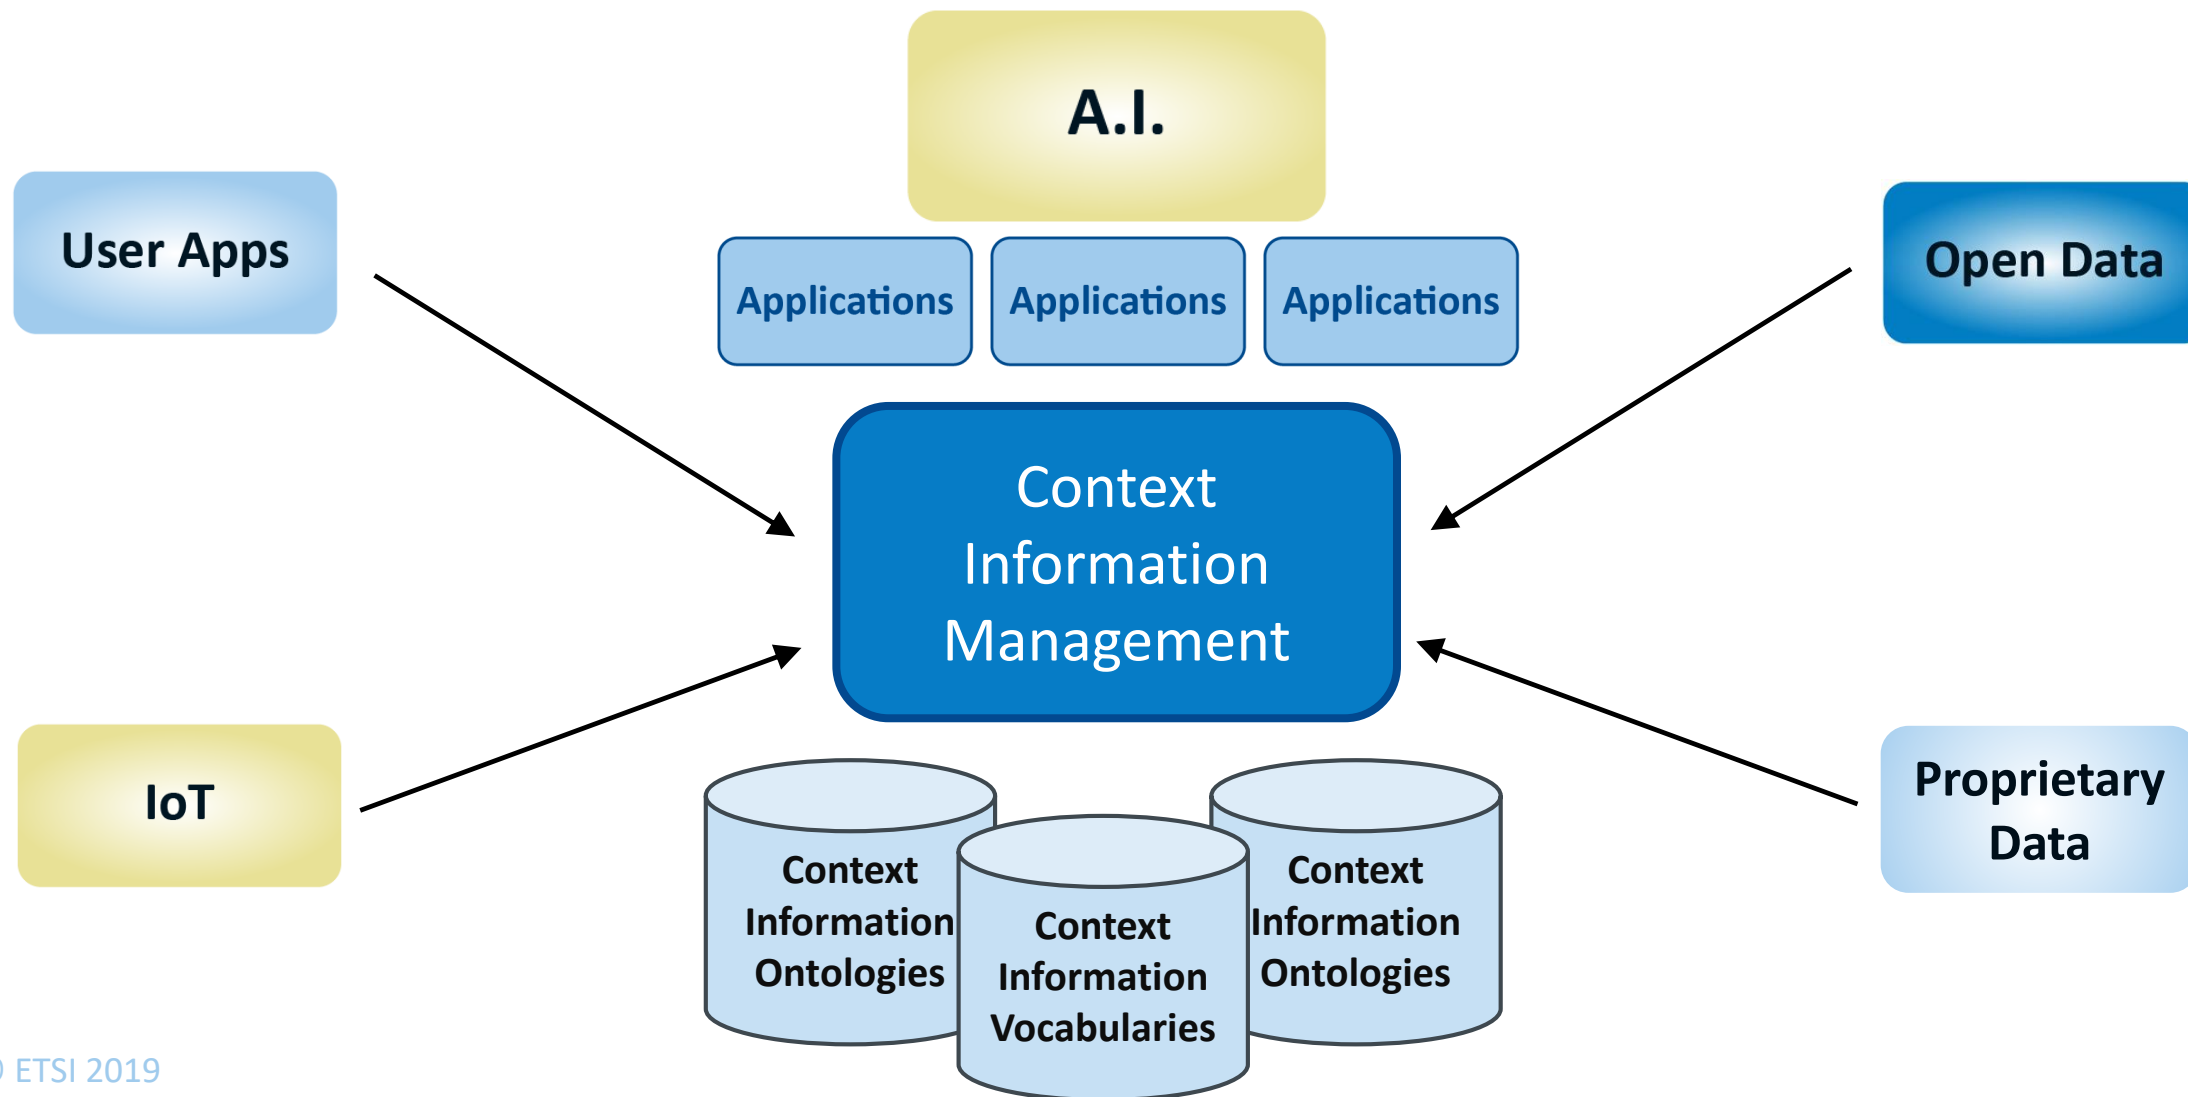 A.I.
User Apps
Open Data
Applications
Applications
Applications
Context
Information
Management
IoT
Proprietary
Data
Context
Information
Ontologies
Context
Information
Vocabularies
Context
Information
Ontologies
ETSI 2019